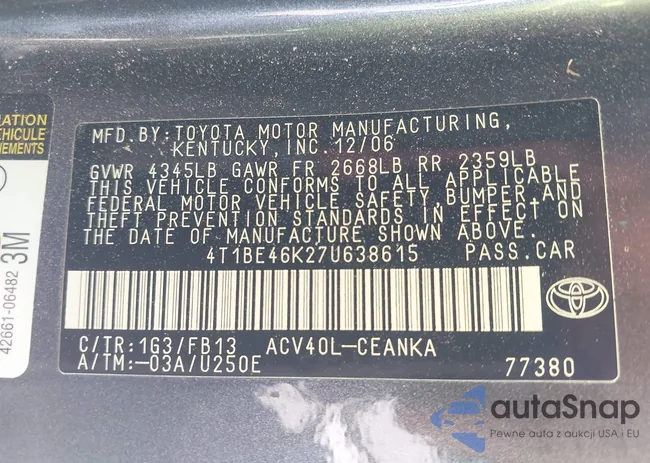 ATION
VEHICULE
NEMENTS
42661-06482 3M
MFD.BY:TOYOTA MOTOR MANUFACTURING,
KENTUCKY,INC.12/06
GVWR 4345LB GAWR FR 2668LB RR 2359LB
THIS VEHICLE CONFORMS TO ALL APPLICABLE
FEDERAL MOTOR VEHICLE SAFETY,BUMPER,AND
THEFT PREVENTION STANDARDS IN EFFECT ON
THE DATE OF MANUFACTURE SHOWN ABOVE.
4T1BE46K27U638615 PASS.CAR
C/TR:1G3/FB13 ACV40L-CEANKA
A/TM:-03A/U250E 77380
autaSnap
Pewne auta z aukcji USA i EU